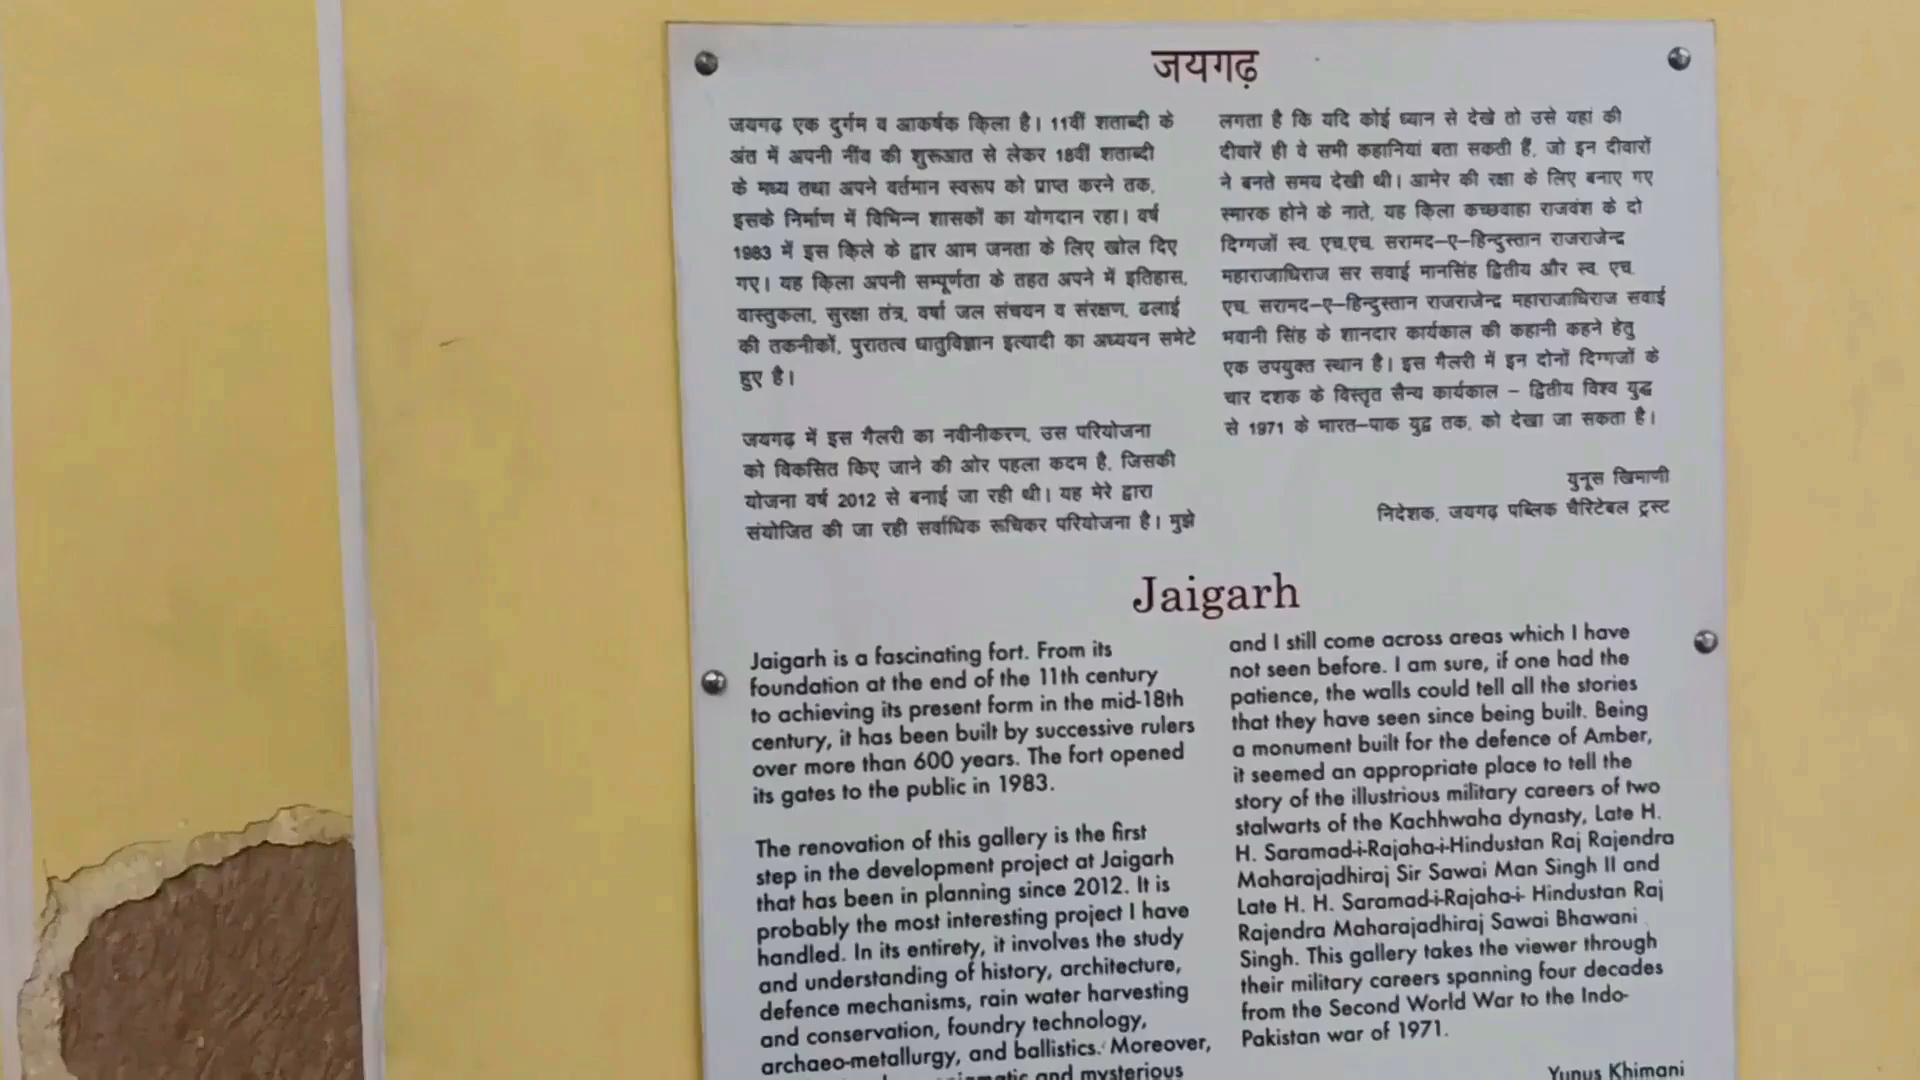 जयगढ़
जयगढ़ एक दुर्गम व आकर्षक क़िला है। 11वीं शताब्दी के
अंत में अपनी नींव की शुरूआत से लेकर 18वीं शताब्दी
के मध्य तथा अपने वर्तमान स्वरूप को प्राप्त करने तक,
इसके निर्माण में विभिन्न शासकों का योगदान रहा। वर्ष
1983 में इस क़िले के द्वार आम जनता के लिए खोल दिए
गए। यह क़िला अपनी सम्पूर्णता के तहत अपने में इतिहास,
वास्तुकला, सुरक्षा तंत्र, वर्षा जल संचयन व संरक्षण, ढलाई
की तकनीकों, पुरातत्व धातुविज्ञान इत्यादी का अध्ययन समेटे
हुए है।
जयगढ़ में इस गैलरी का नवीनीकरण, उस परियोजना
को विकसित किए जाने की ओर पहला कदम है, जिसकी
योजना वर्ष 2012 से बनाई जा रही थी। यह मेरे द्वारा
संयोजित की जा रही सर्वाधिक रूचिकर परियोजना है। मुझे
लगता है कि यदि कोई ध्यान से देखे तो उसे यहां की
दीवारें ही वे सभी कहानियां बता सकती हैं, जो इन दीवारों
ने बनते समय देखी थी। आमेर की रक्षा के लिए बनाए गए
स्मारक होने के नाते, यह क़िला कच्छवाहा राजवंश के दो
दिग्गजों स्व. एच.एच. सरामद-ए-हिन्दुस्तान राजराजेन्द्र
महाराजाधिराज सर सवाई मानसिंह द्वितीय और स्व. एच.
एच. सरामद-ए-हिन्दुस्तान राजराजेन्द्र महाराजाधिराज सवाई
भवानी सिंह के शानदार कार्यकाल की कहानी कहने हेतु
एक उपयुक्त स्थान है। इस गैलरी में इन दोनों दिग्गजों के
चार दशक के विस्तृत सैन्य कार्यकाल – द्वितीय विश्व युद्ध
से 1971 के भारत-पाक युद्ध तक, को देखा जा सकता है।
युनूस खिमाणी
निदेशक, जयगढ़ पब्लिक चैरिटेबल ट्रस्ट
Jaigarh
Jaigarh is a fascinating fort. From its
foundation at the end of the 11th century
to achieving its present form in the mid-18th
century, it has been built by successive rulers
over more than 600 years. The fort opened
its gates to the public in 1983.
The renovation of this gallery is the first
step in the development project at Jaigarh
that has been in planning since 2012. It is
probably the most interesting project I have
handled. In its entirety, it involves the study
and understanding of history, architecture,
defence mechanisms, rain water harvesting
and conservation, foundry technology,
archaeo-metallurgy, and ballistics. Moreover,
and mysterious
and I still come across areas which I have
not seen before. I am sure, if one had the
patience, the walls could tell all the stories
that they have seen since being built. Being
a monument built for the defence of Amber,
it seemed an appropriate place to tell the
story of the illustrious military careers of two
stalwarts of the Kachhwaha dynasty, Late H.
H. Saramad-i-Rajaha-i-Hindustan Raj Rajendra
Maharajadhiraj Sir Sawai Man Singh II and
Late H. H. Saramad-i-Rajaha-i- Hindustan Raj
Rajendra Maharajadhiraj Sawai Bhawani
Singh. This gallery takes the viewer through
their military careers spanning four decades
from the Second World War to the Indo-
Pakistan war of 1971.
Yunus Khimani